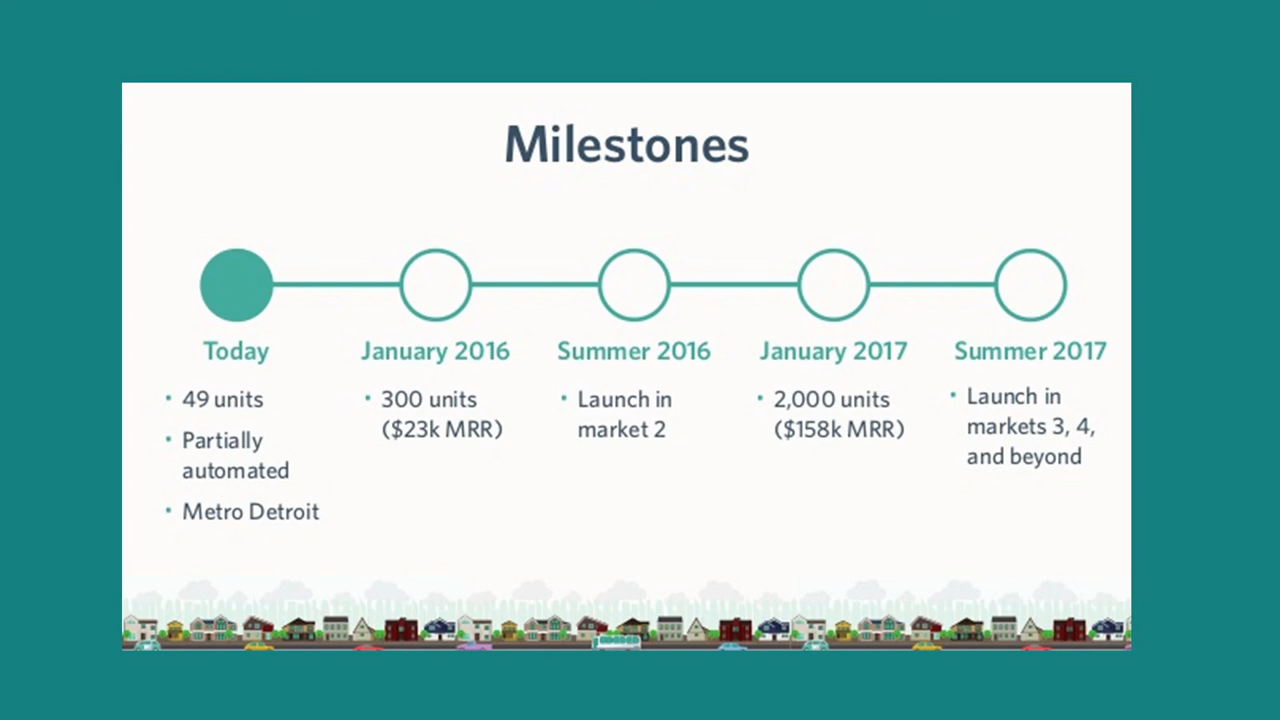 Milestones
Today
• 49 units
• Partially
automated
• Metro Detroit
January 2016
• 300 units
($23k MRR)
Summer 2016
• Launch in
market 2
January 2017
• 2,000 units
($158k MRR)
Summer 2017
• Launch in
markets 3, 4,
and beyond